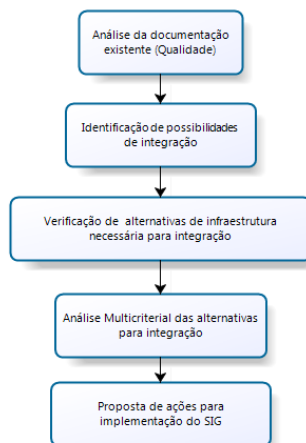 Análise da documentação
existente (Qualidade)
Identificação de possibilidades
de integração
Verificação de alternativas de infraestrutura
necessária para integração
Análise Multicriterial das alternativas
para integração
Proposta de ações para
implementação do SIG